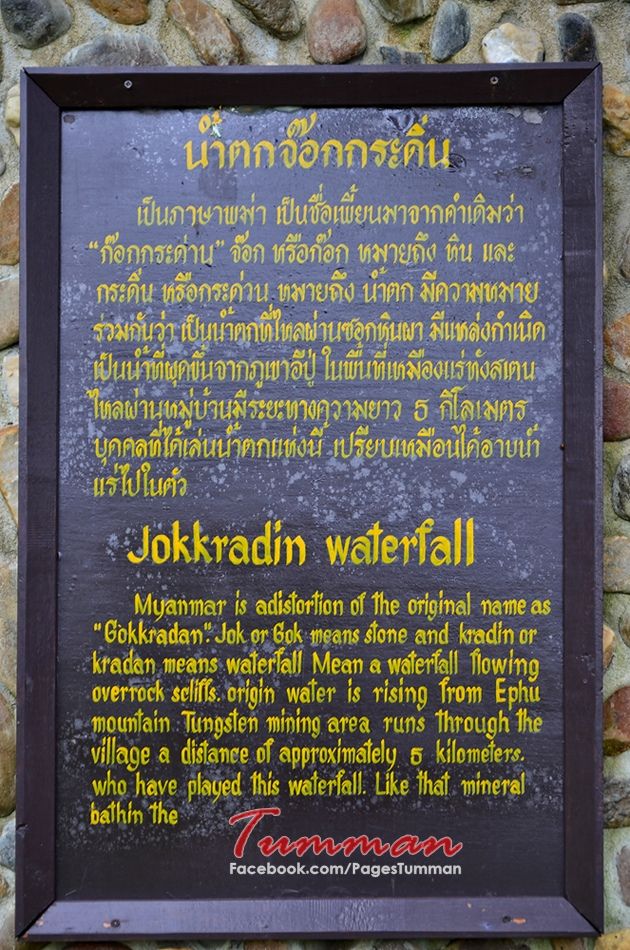 น้ำตกจ๊อกกระดิ่น
เป็นภาษาพม่า เป็นชื่อเพี้ยนมาจากคำเดิมว่า
“ก๊อกกระด่าน” จ๊อก หรือก๊อก หมายถึง หิน และ
กระดิ่น หรือกระด่าน หมายถึง น้ำตก มีความหมาย
ร่วมกันว่า เป็นน้ำตกที่ไหลผ่านซอกหินผา มีแหล่งกำเนิด
เป็นน้ำที่ผุดขึ้นจากภูเขาอีปู่ ในพื้นที่เหมืองแร่ทังสเตน
ไหลผ่านหมู่บ้านมีระยะทางความยาว 5 กิโลเมตร
บุคคลที่ได้เล่นน้ำตกแห่งนี้ เปรียบเหมือนได้อาบน้ำ
แร่ไปในตัว
Jokkradin waterfall
Myanmar is adistortion of the original name as
"Gokkradan". Jok or Gok means stone and kradin or
kradan means waterfall Mean a waterfall flowing
overrock scliffs. origin water is rising from Ephu
mountain Tungsten mining area runs through the
village a distance of approximately 5 kilometers.
who have played this waterfall. Like that mineral
bathin the
Tumman
Facebook.com/PagesTumman